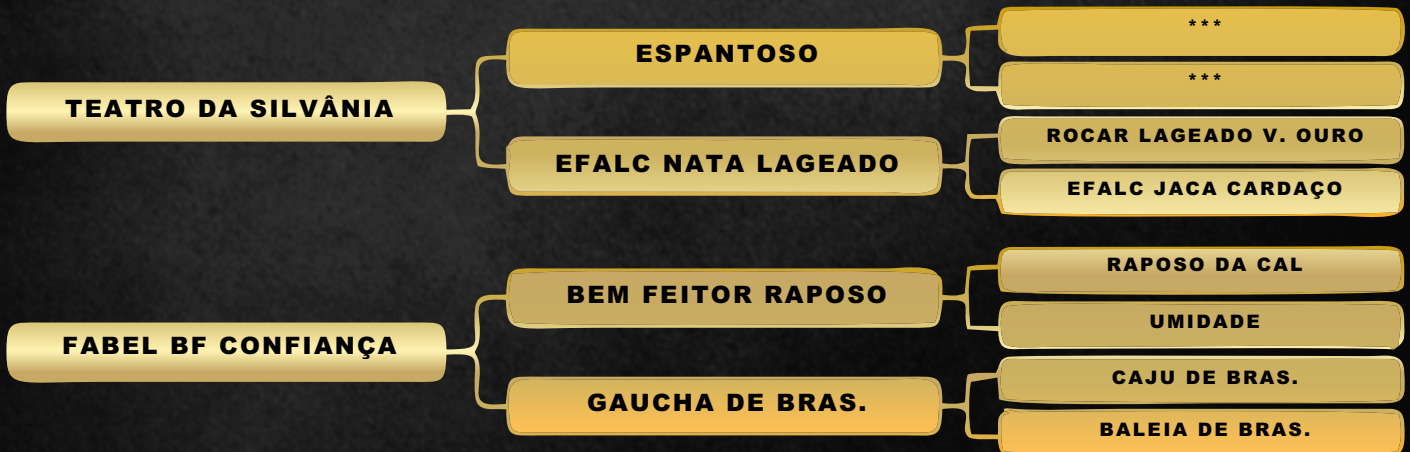 TEATRO DA SILVÂNIA
ESPANTOSO
***
***
EFALC NATA LAGEADO
ROCAR LAGEADO V. OURO
EFALC JACA CARDAÇO
FABEL BF CONFIANÇA
BEM FEITOR RAPOSO
RAPOSO DA CAL
UMIDADE
GAUCHA DE BRAS.
CAJU DE BRAS.
BALEIA DE BRAS.